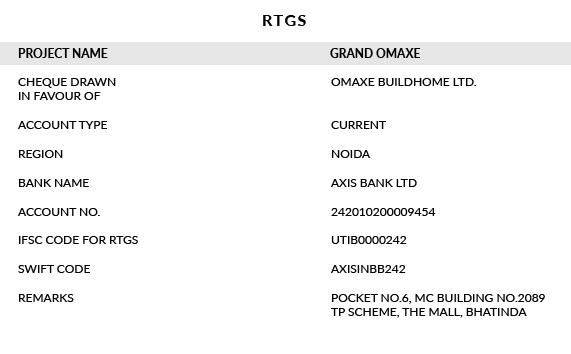 RTGS
PROJECT NAME GRAND OMAXE
CHEQUE DRAWN OMAXE BUILDHOME LTD.
IN FAVOUR OF
ACCOUNT TYPE CURRENT
REGION NOIDA
BANK NAME AXIS BANK LTD
ACCOUNT NO. 242010200009454
IFSC CODE FOR RTGS UTIB0000242
SWIFT CODE AXISINBB242
REMARKS POCKET NO.6, MC BUILDING NO.2089
TP SCHEME, THE MALL, BHATINDA